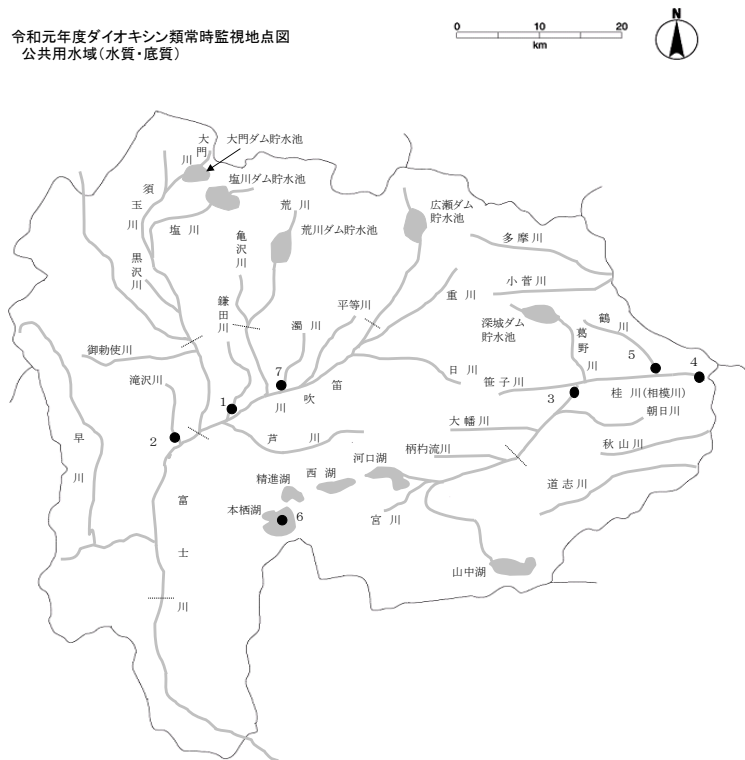 令和元年度ダイオキシン類常時監視地点図
公共用水域(水質・底質)
0 10 20
km
N
大門川
大門ダム貯水池
須玉川
塩川ダム貯水池
塩川
荒川
荒川ダム貯水池
広瀬ダム
貯水池
多摩川
亀沢川
黒沢川
小菅川
重川
平等川
鎌田川
濁川
深城ダム
貯水池
鶴川
葛野川
御勅使川
滝沢川
7
5
4
日川
笹子川
桂川(相模川)
1
笛吹川
3
朝日川
2
芦川
大幡川
秋山川
早川
柄杓流川
河口湖
西湖
精進湖
道志川
本栖湖
6
宮川
富士川
山中湖